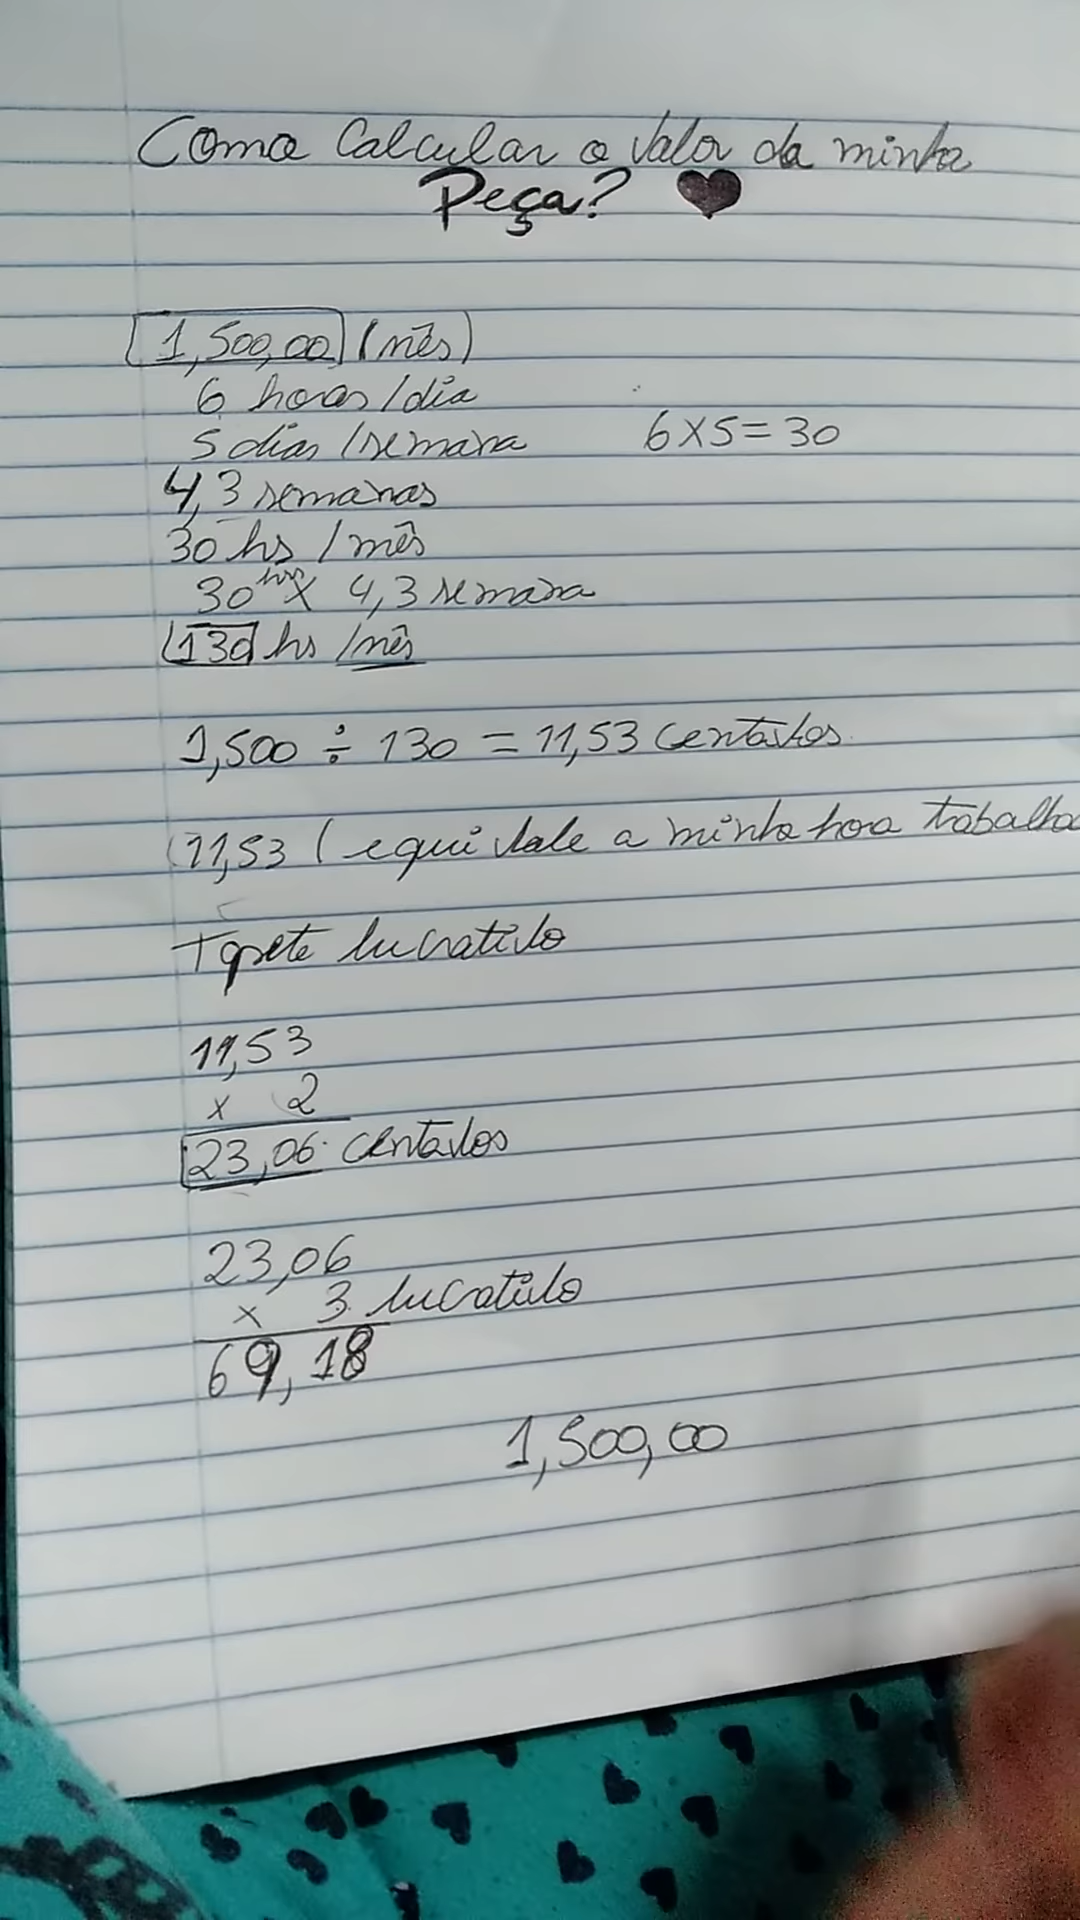 Como Calcular o Valor da minha
Peça? ♥
1,500,00 (mês)
6 horas/dia
5 dias/semana 6x5=30
4,3 semanas
30 hs/mês
30 hrs x 4,3 semana
130 hs/mês
1,500 ÷ 130 = 11,53 centavos
11,53 (equivale a minha hora trabalha
Tapete lucrativo
11,53
x 2
23,06 centavos
23,06
x 3 lucrativo
69,18
1,500,00